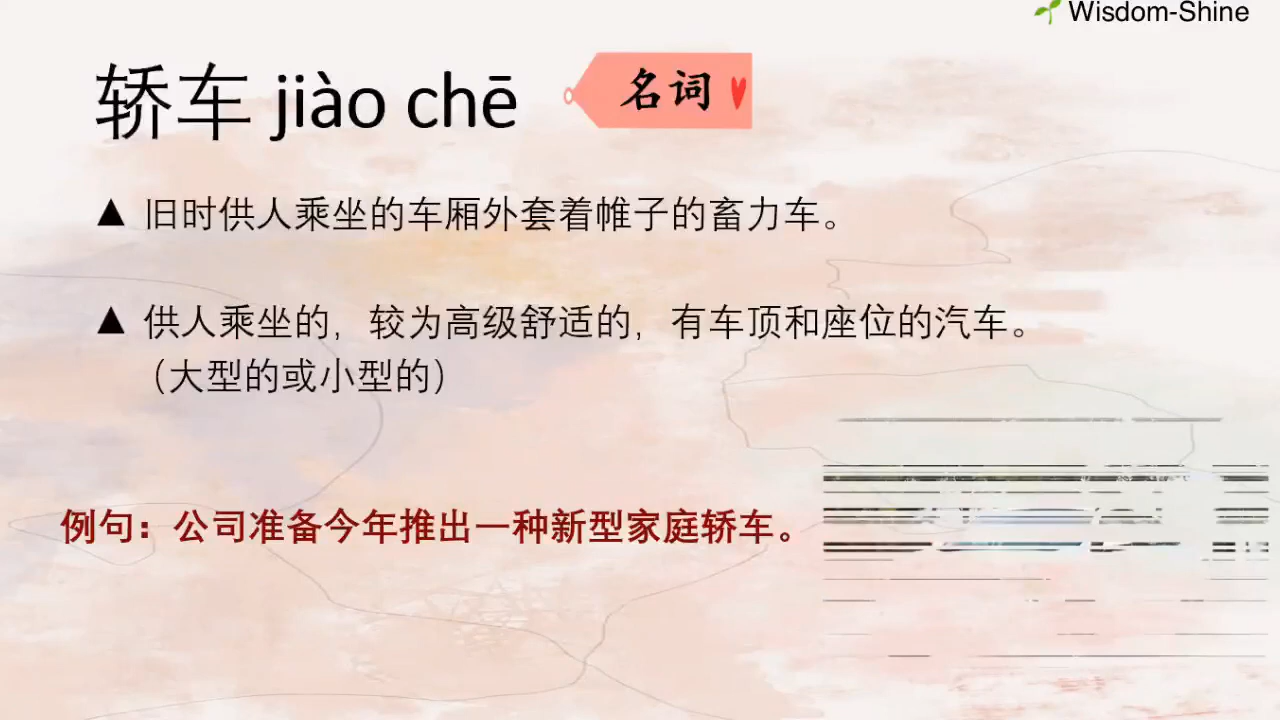 Wisdom-Shine
轿车 jiào chē
名词
▲ 旧时供人乘坐的车厢外套着帷子的畜力车。
▲ 供人乘坐的，较为高级舒适的，有车顶和座位的汽车。
（大型的或小型的）
例句：公司准备今年推出一种新型家庭轿车。